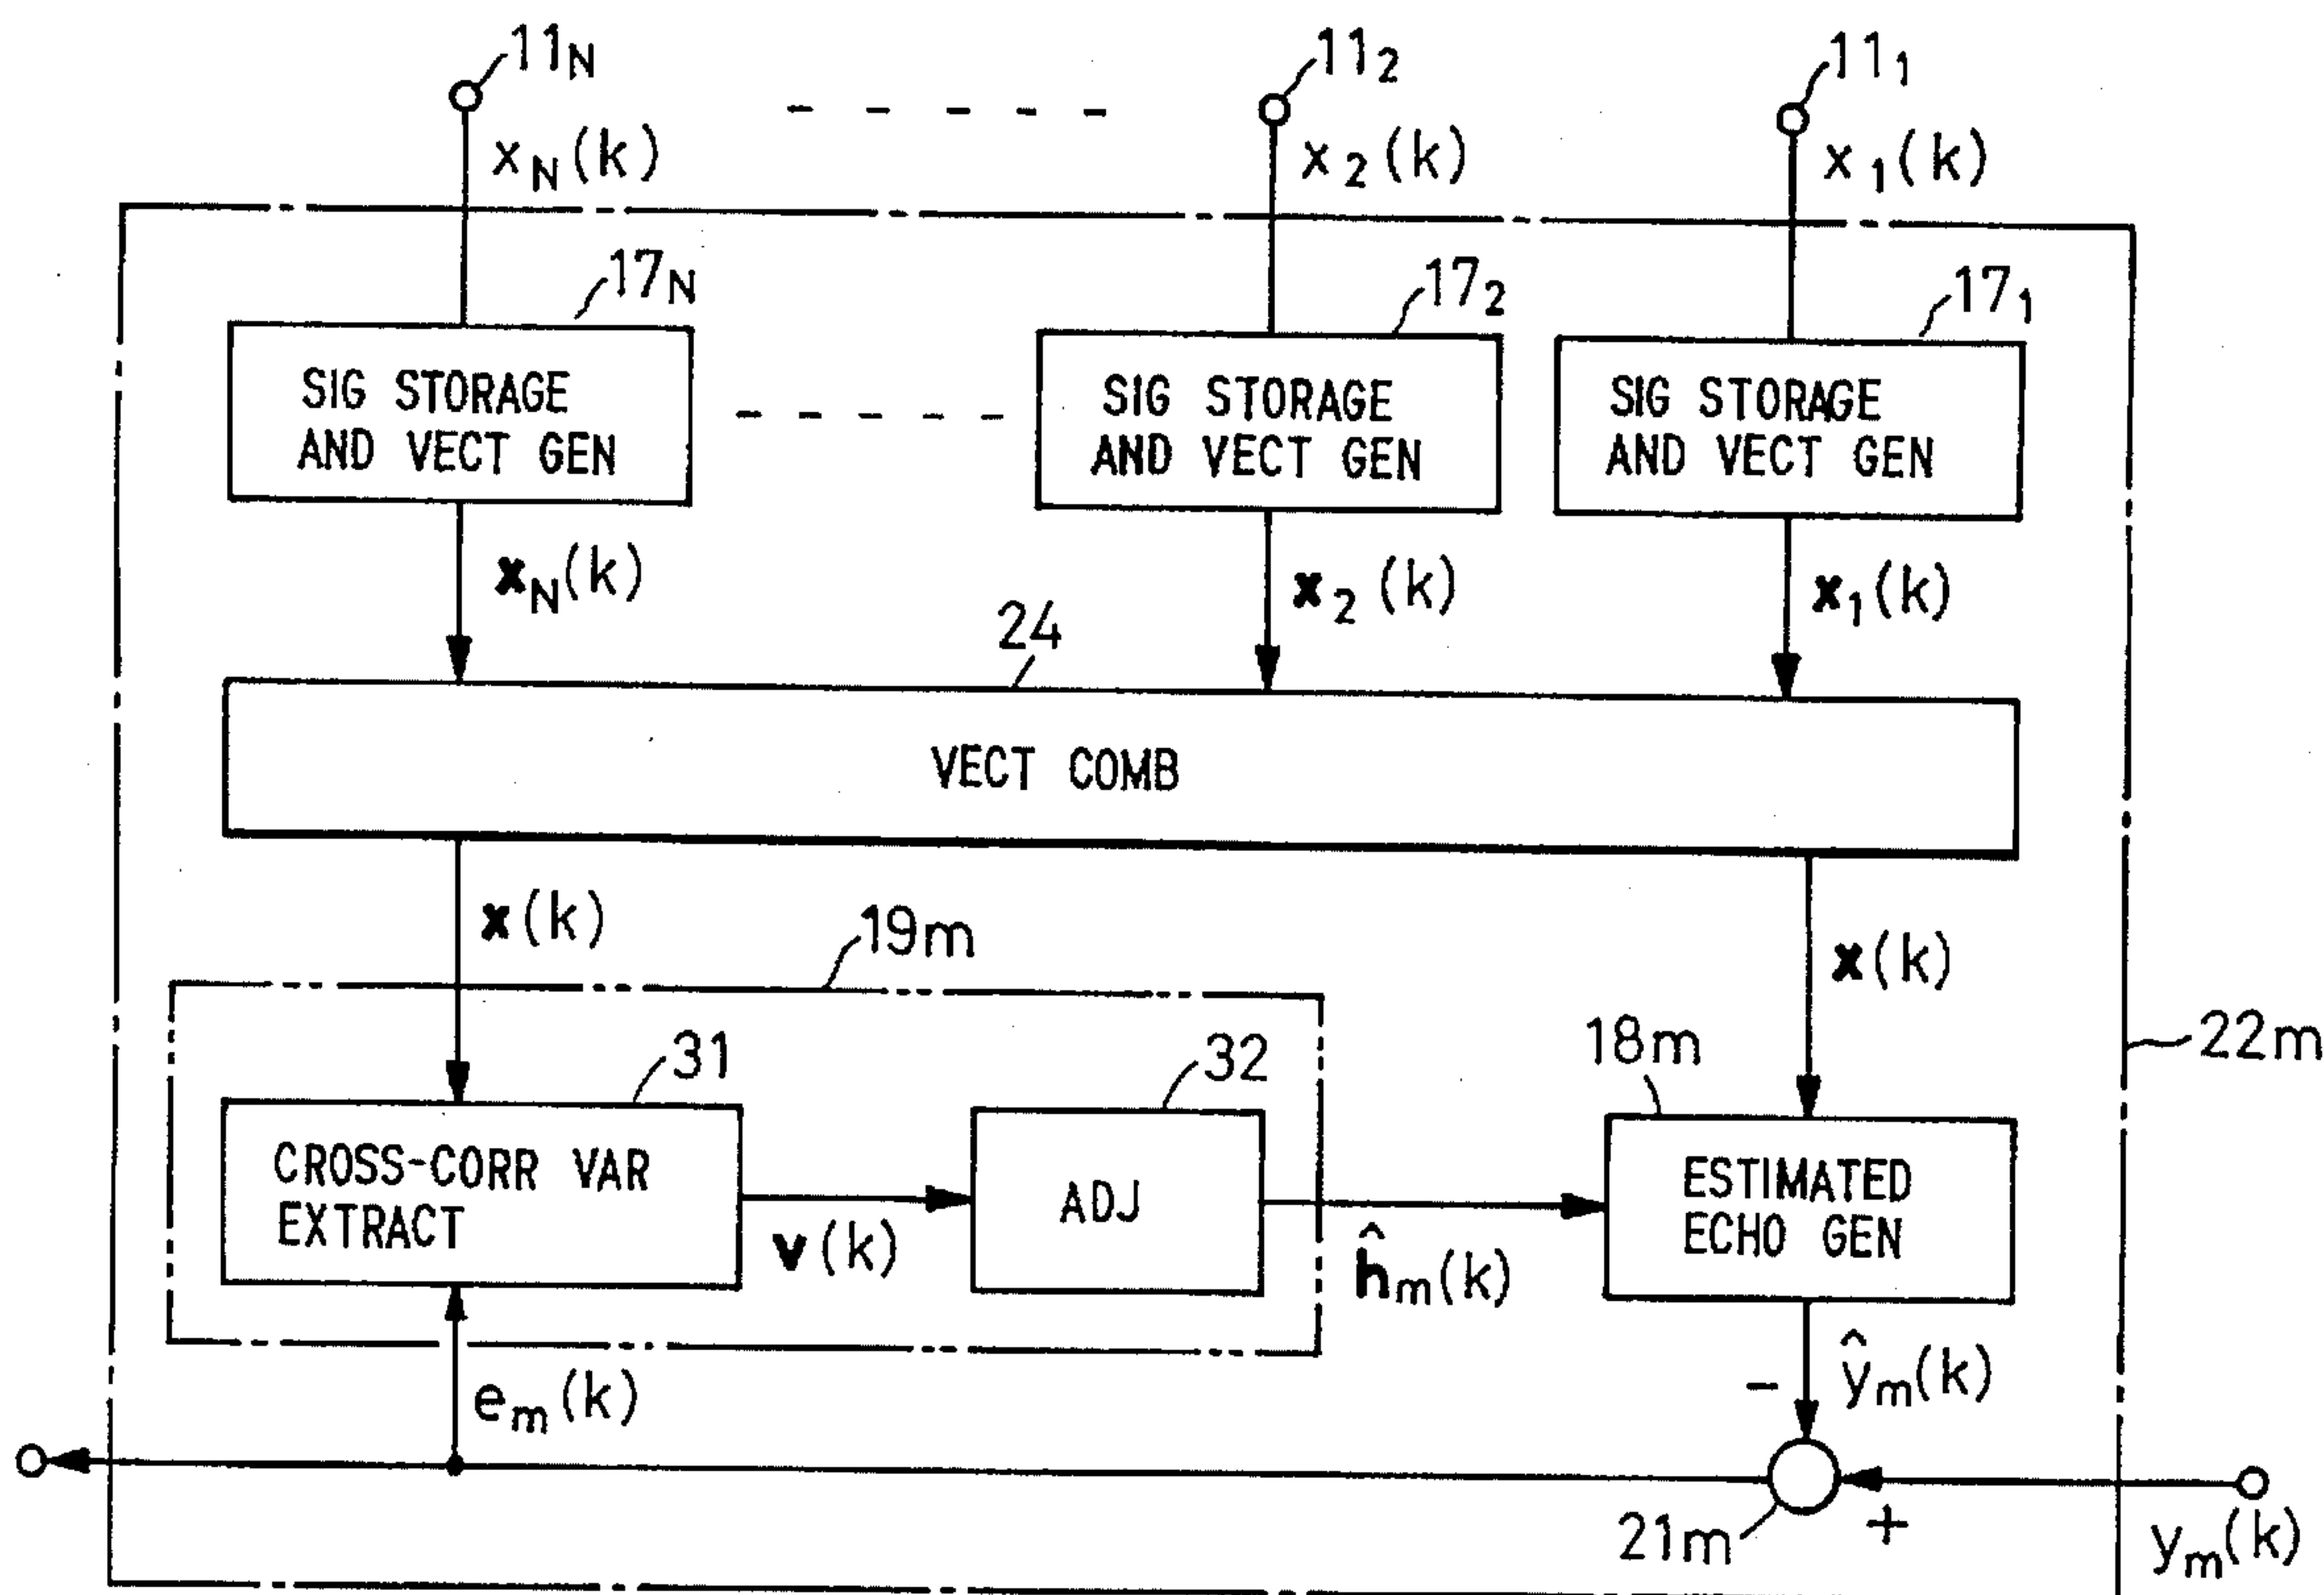 11N 11₂ 11₁
xN(k) x₂(k) x₁(k)
17N 17₂ 17₁
SIG STORAGE
AND VECT GEN
SIG STORAGE
AND VECT GEN
SIG STORAGE
AND VECT GEN
𝐱N(k) 𝐱₂(k) 𝐱₁(k)
24
VECT COMB
𝐱(k) 19m 𝐱(k)
31 32 18m 22m
CROSS-CORR VAR
EXTRACT
ADJ
ESTIMATED
ECHO GEN
𝐯(k) 𝐡̂m(k)
em(k) - ŷm(k)
21m + ym(k)